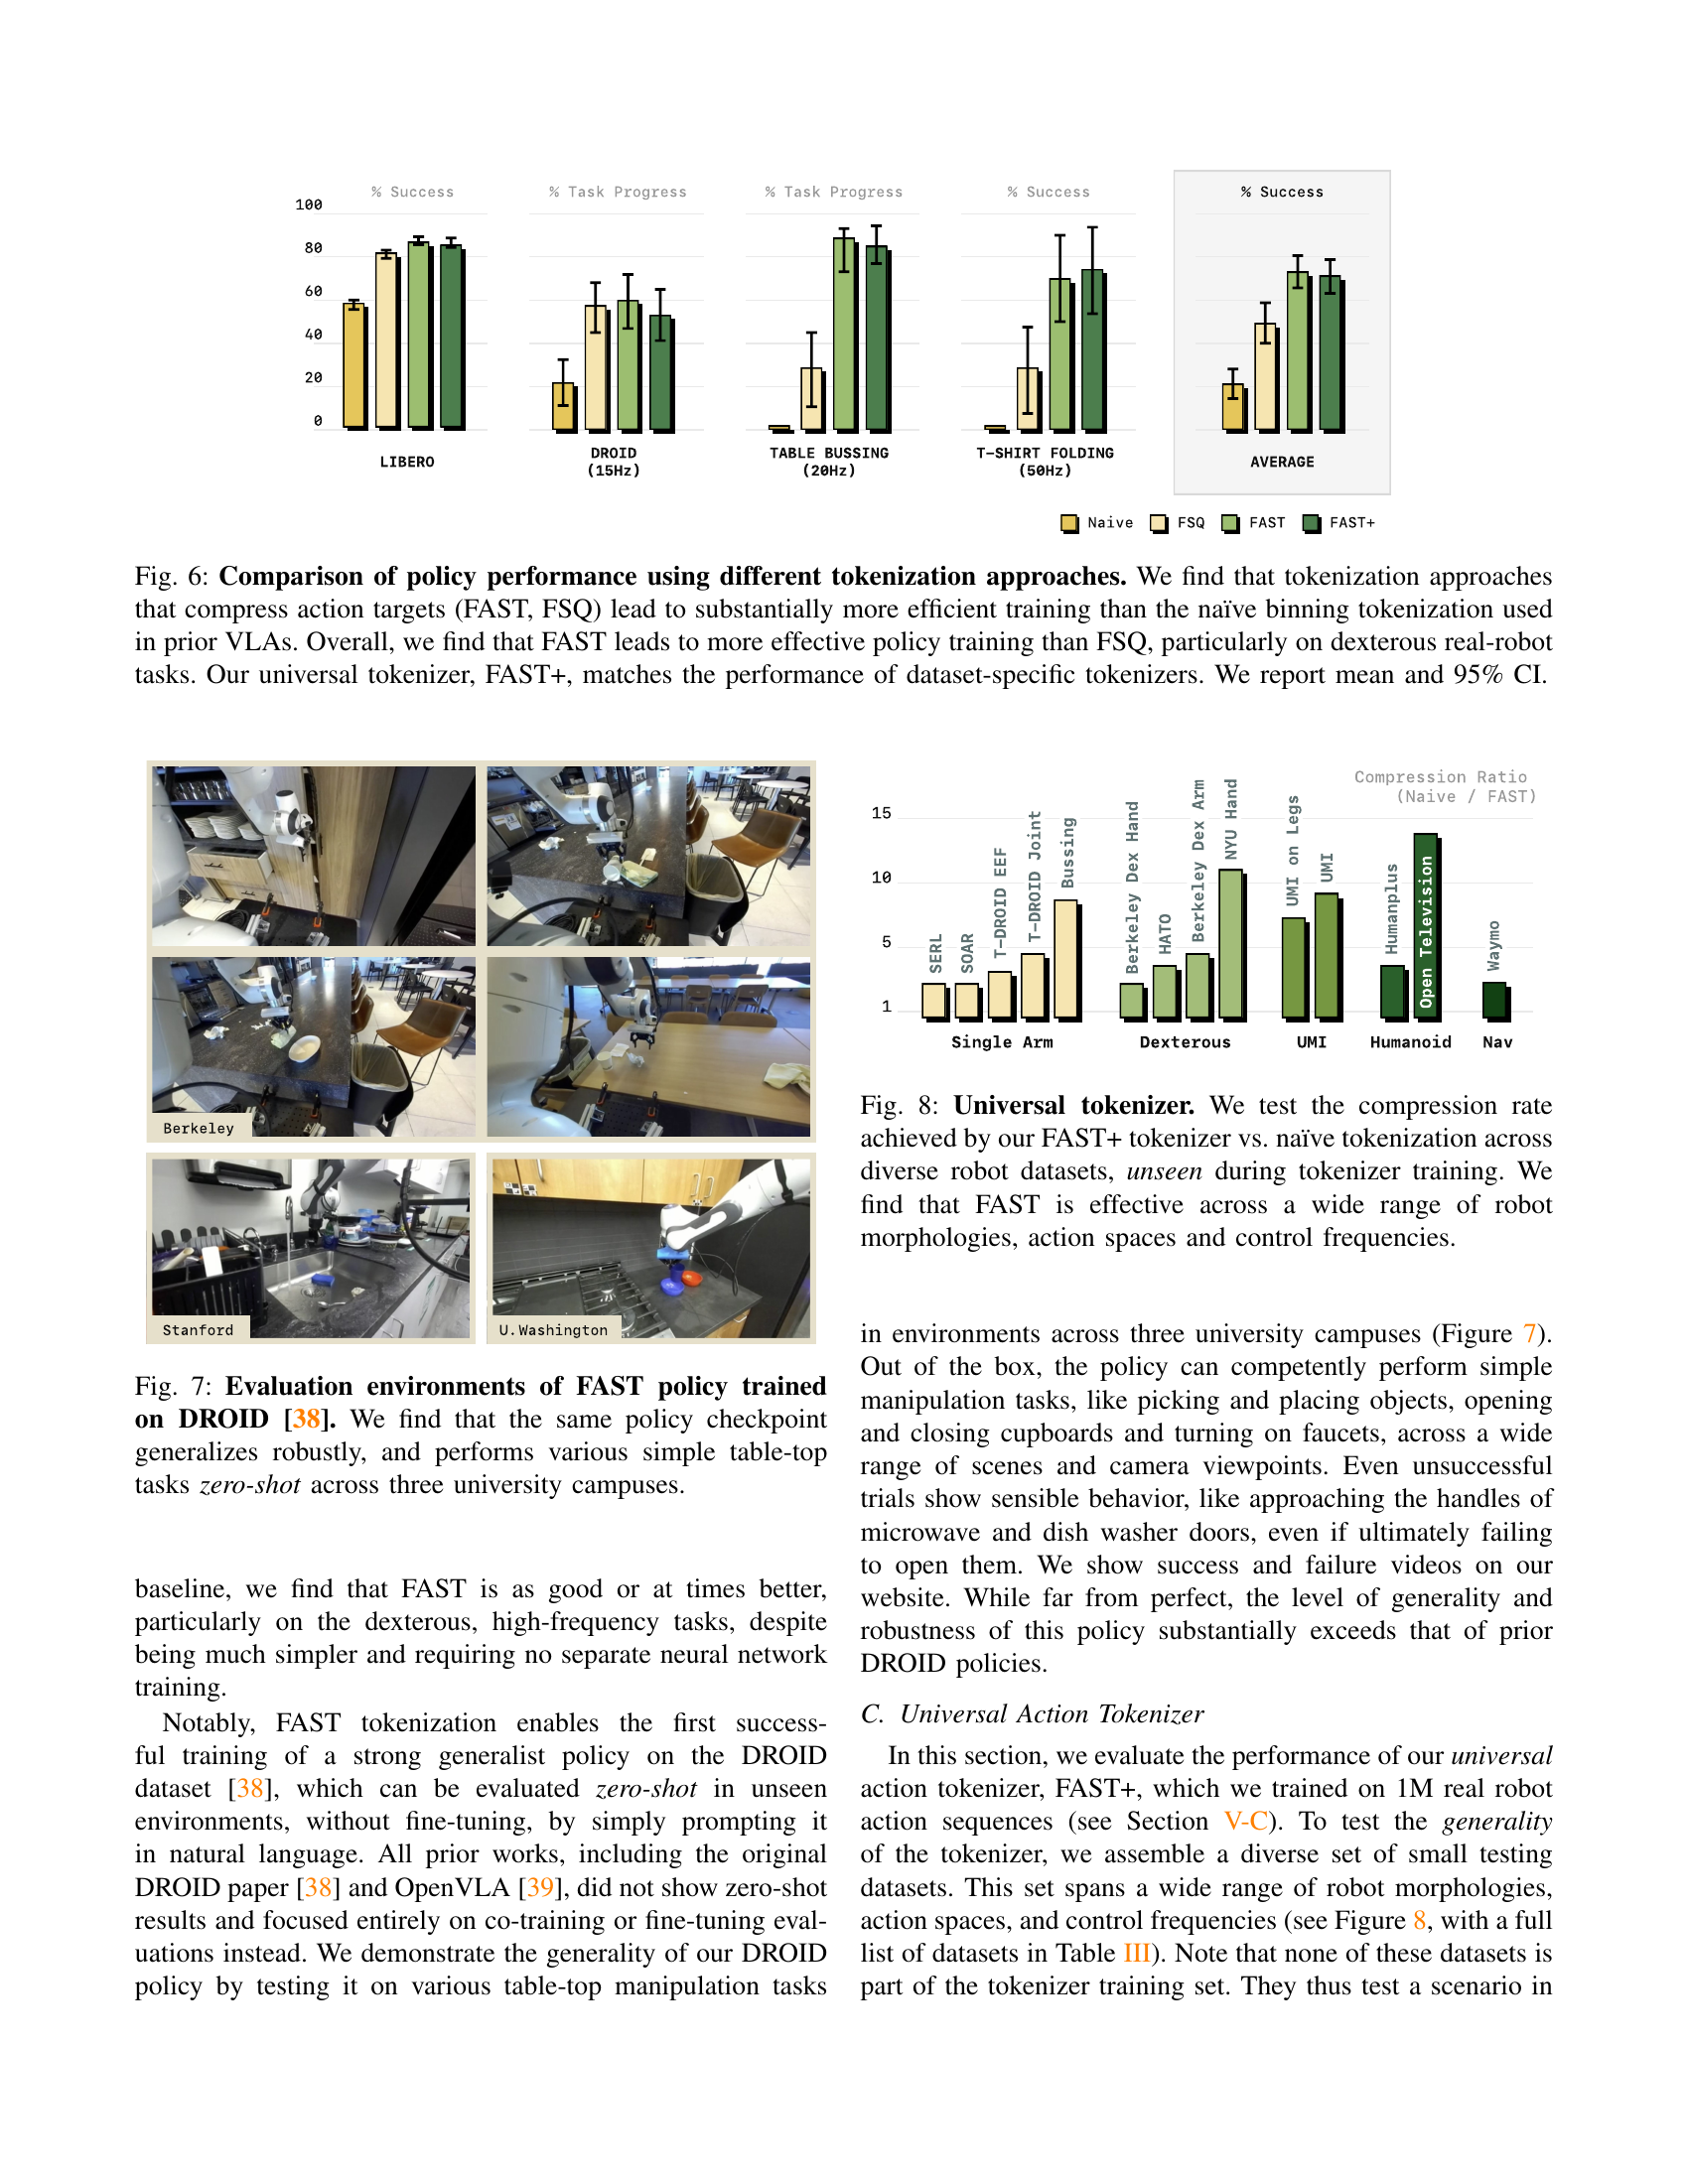 % Success
% Task Progress
% Task Progress
% Success
% Success
100
80
60
40
20
0
LIBERO
DROID
(15Hz)
TABLE BUSSING
(20Hz)
T-SHIRT FOLDING
(50Hz)
AVERAGE
Naive
FSQ
FAST
FAST+
Fig. 6: Comparison of policy performance using different tokenization approaches. We find that tokenization approaches
that compress action targets (FAST, FSQ) lead to substantially more efficient training than the naïve binning tokenization used
in prior VLAs. Overall, we find that FAST leads to more effective policy training than FSQ, particularly on dexterous real-robot
tasks. Our universal tokenizer, FAST+, matches the performance of dataset-specific tokenizers. We report mean and 95% CI.
Berkeley
Stanford
U.Washington
Fig. 7: Evaluation environments of FAST policy trained
on DROID [38]. We find that the same policy checkpoint
generalizes robustly, and performs various simple table-top
tasks zero-shot across three university campuses.
baseline, we find that FAST is as good or at times better,
particularly on the dexterous, high-frequency tasks, despite
being much simpler and requiring no separate neural network
training.
Notably, FAST tokenization enables the first success-
ful training of a strong generalist policy on the DROID
dataset [38], which can be evaluated zero-shot in unseen
environments, without fine-tuning, by simply prompting it
in natural language. All prior works, including the original
DROID paper [38] and OpenVLA [39], did not show zero-shot
results and focused entirely on co-training or fine-tuning eval-
uations instead. We demonstrate the generality of our DROID
policy by testing it on various table-top manipulation tasks
Compression Ratio
(Naive / FAST)
15
10
5
1
SERL
SOAR
T-DROID EEF
T-DROID Joint
Bussing
Berkeley Dex Hand
HATO
Berkeley Dex Arm
NYU Hand
UMI on Legs
UMI
Humanplus
Open Television
Waymo
Single Arm
Dexterous
UMI
Humanoid
Nav
Fig. 8: Universal tokenizer. We test the compression rate
achieved by our FAST+ tokenizer vs. naïve tokenization across
diverse robot datasets, unseen during tokenizer training. We
find that FAST is effective across a wide range of robot
morphologies, action spaces and control frequencies.
in environments across three university campuses (Figure 7).
Out of the box, the policy can competently perform simple
manipulation tasks, like picking and placing objects, opening
and closing cupboards and turning on faucets, across a wide
range of scenes and camera viewpoints. Even unsuccessful
trials show sensible behavior, like approaching the handles of
microwave and dish washer doors, even if ultimately failing
to open them. We show success and failure videos on our
website. While far from perfect, the level of generality and
robustness of this policy substantially exceeds that of prior
DROID policies.
C. Universal Action Tokenizer
In this section, we evaluate the performance of our universal
action tokenizer, FAST+, which we trained on 1M real robot
action sequences (see Section V-C). To test the generality
of the tokenizer, we assemble a diverse set of small testing
datasets. This set spans a wide range of robot morphologies,
action spaces, and control frequencies (see Figure 8, with a full
list of datasets in Table III). Note that none of these datasets is
part of the tokenizer training set. They thus test a scenario in